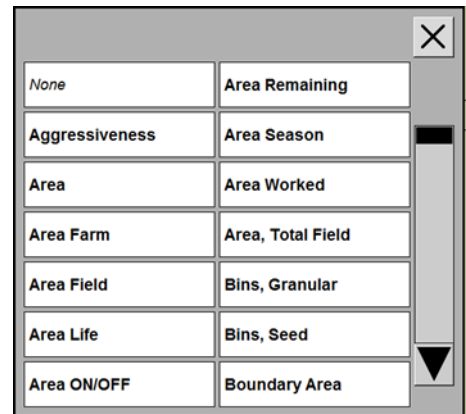 None
Area Remaining
Aggressiveness
Area Season
Area
Area Worked
Area Farm
Area, Total Field
Area Field
Bins, Granular
Area Life
Bins, Seed
Area ON/OFF
Boundary Area